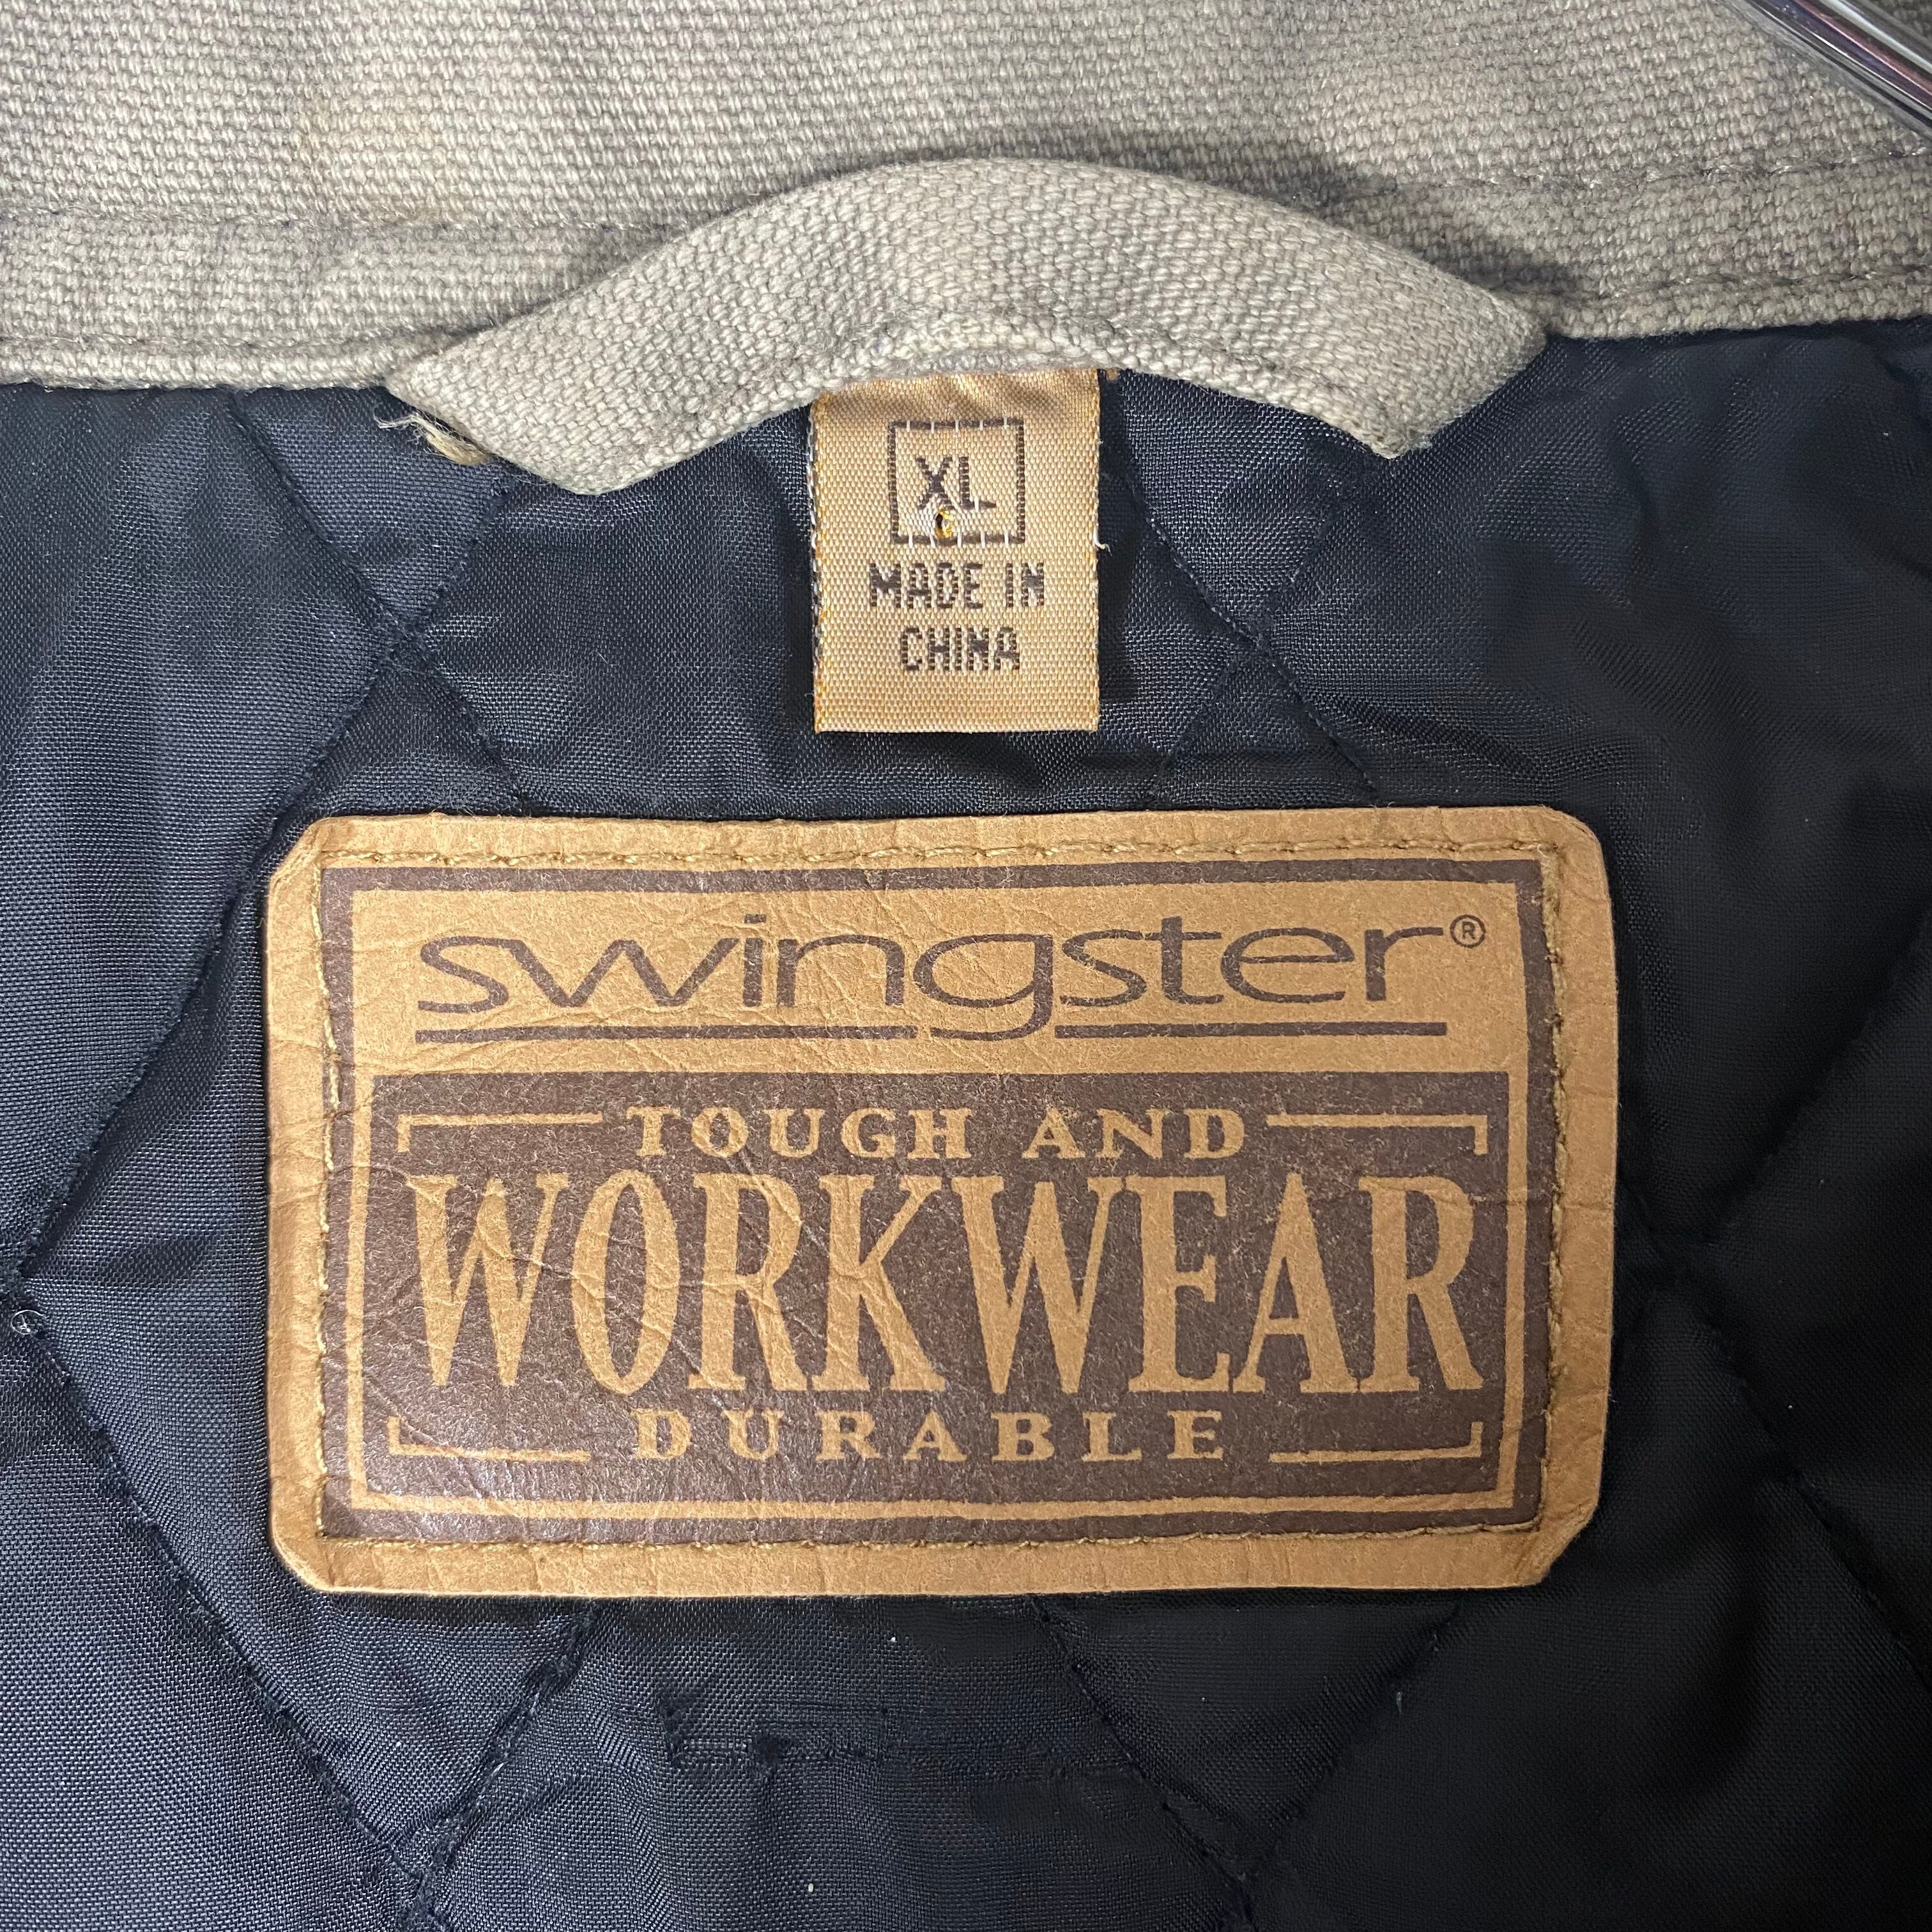 XL
MADE IN
CHINA
swingster®
TOUGH AND
WORKWEAR
DURABLE